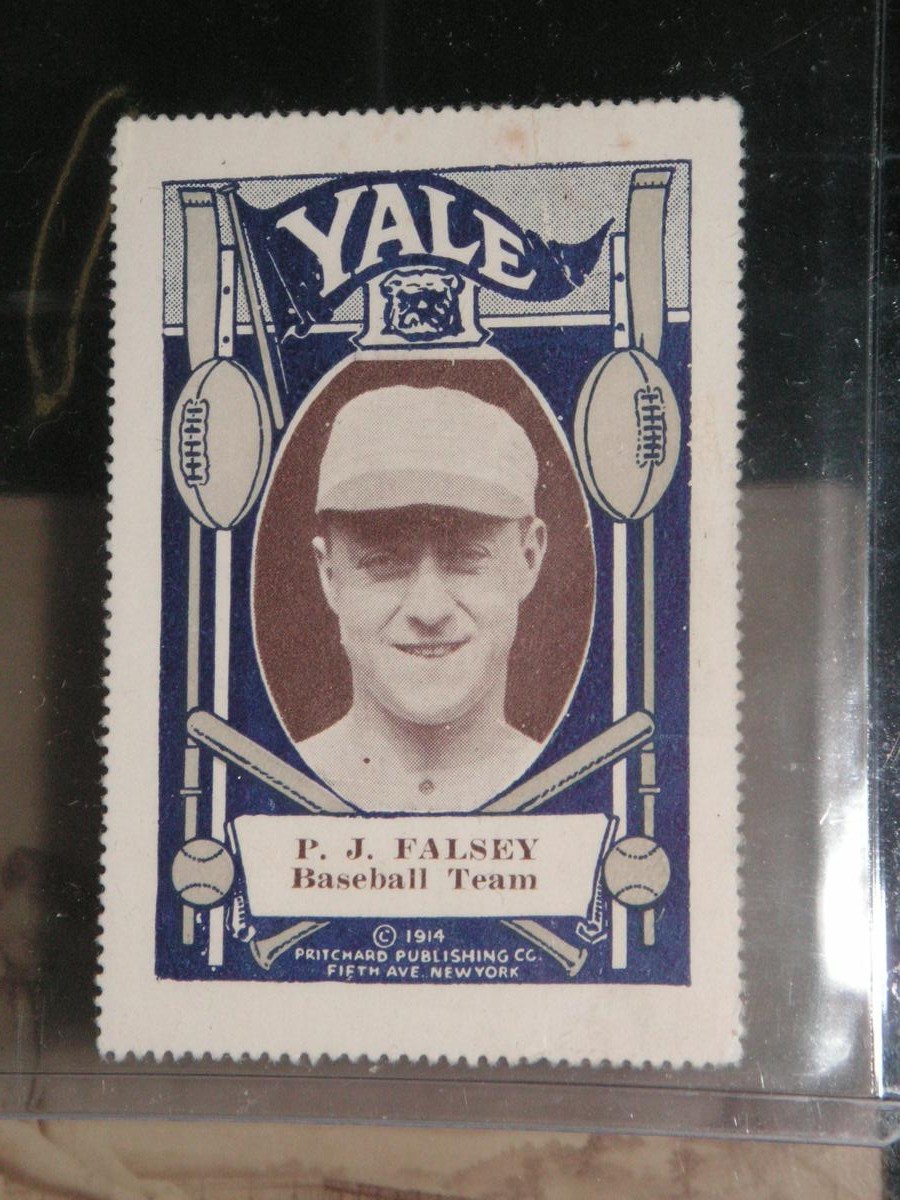 YALE
P. J. FALSEY
Baseball Team
© 1914
PRITCHARD PUBLISHING CO.
FIFTH AVE. NEW YORK